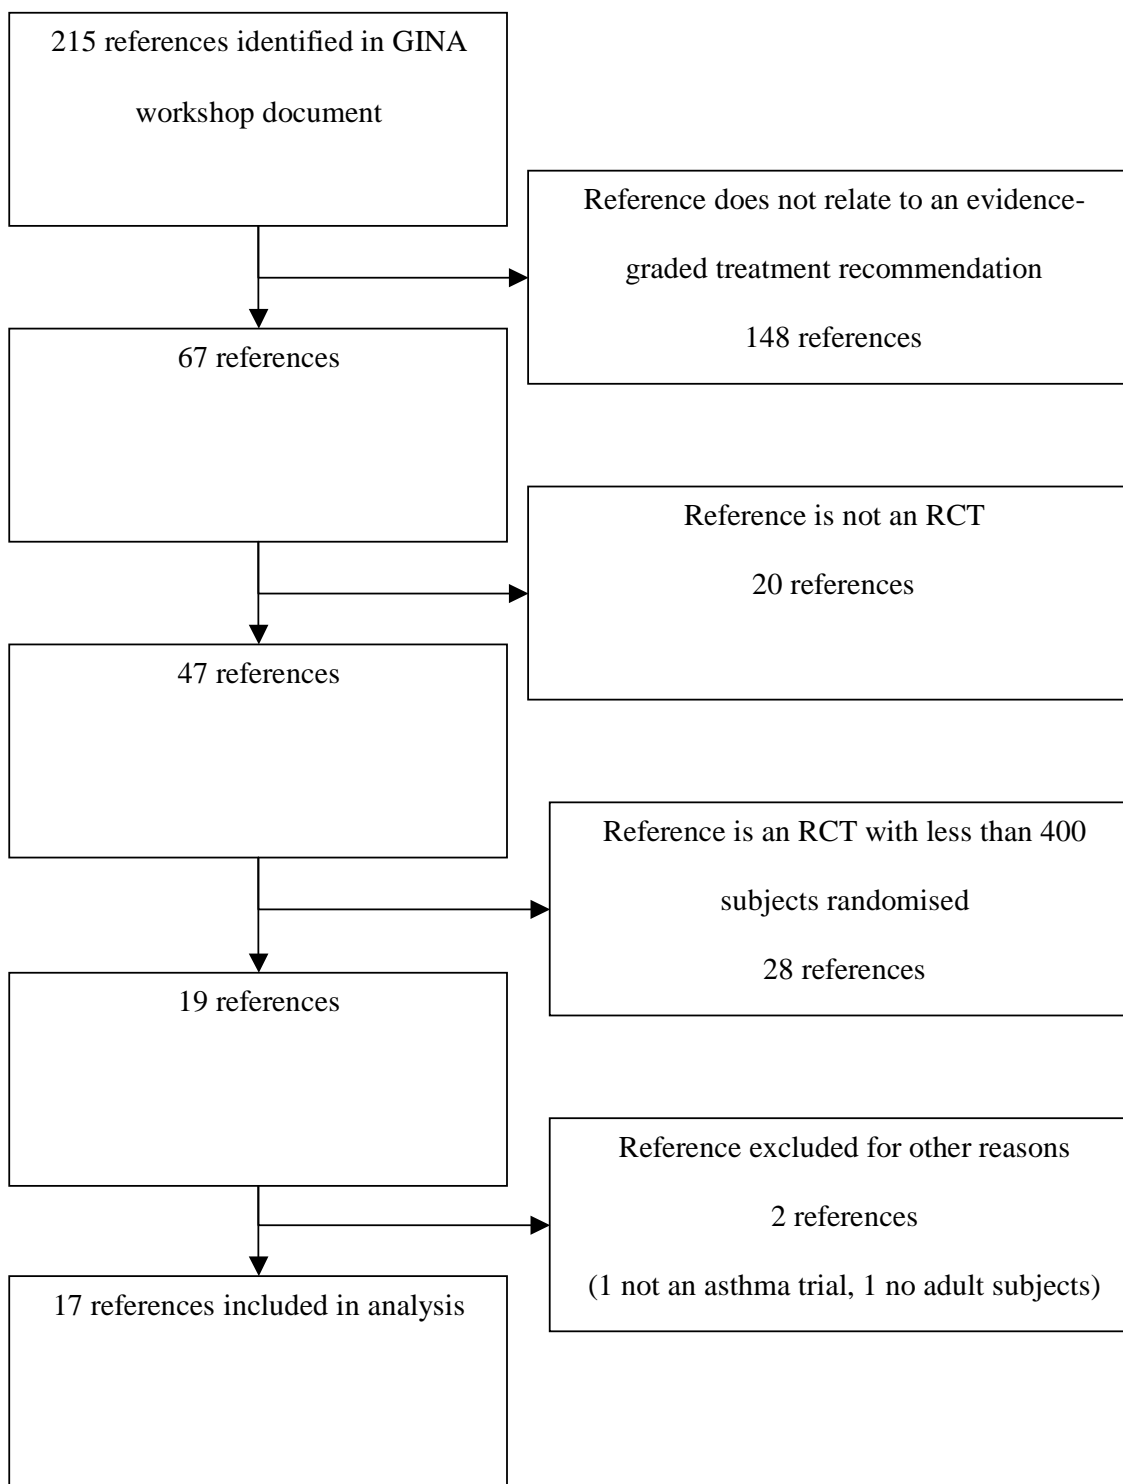 215 references identified in GINA
workshop document
Reference does not relate to an evidence-
graded treatment recommendation
148 references
67 references
Reference is not an RCT
20 references
47 references
Reference is an RCT with less than 400
subjects randomised
28 references
19 references
Reference excluded for other reasons
2 references
(1 not an asthma trial, 1 no adult subjects)
17 references included in analysis